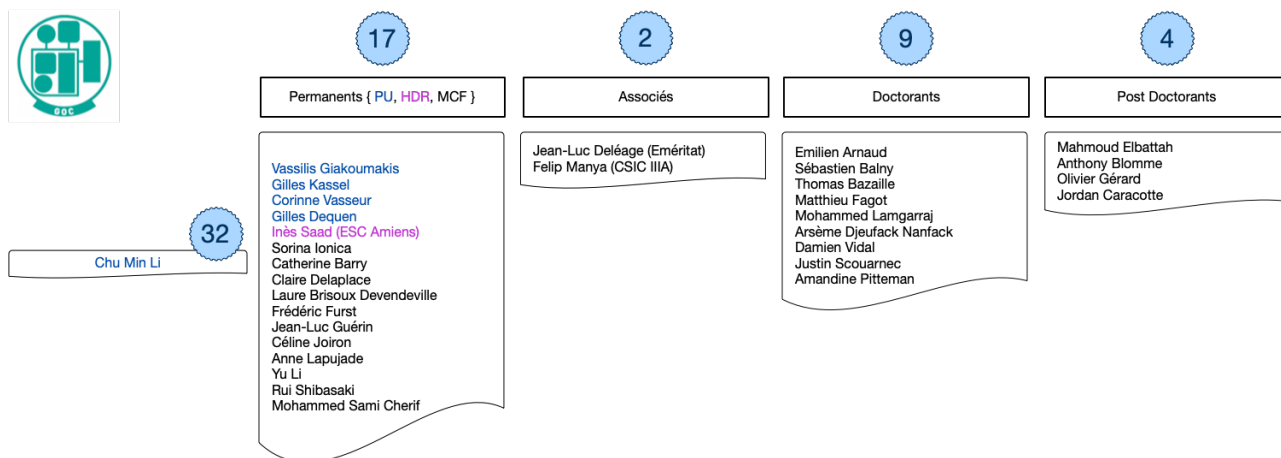 GOC
17
2
9
4
Permanents { PU, HDR, MCF }
Associés
Doctorants
Post Doctorants
32
Chu Min Li
Vassilis Giakoumakis
Gilles Kassel
Corinne Vasseur
Gilles Dequen
Inès Saad (ESC Amiens)
Sorina Ionica
Catherine Barry
Claire Delaplace
Laure Brisoux Devendeville
Frédéric Furst
Jean-Luc Guérin
Céline Joiron
Anne Lapujade
Yu Li
Rui Shibasaki
Mohammed Sami Cherif
Jean-Luc Deléage (Eméritat)
Felip Manya (CSIC IIIA)
Emilien Arnaud
Sébastien Balny
Thomas Bazaille
Matthieu Fagot
Mohammed Lamgarraj
Arsème Djeufack Nanfack
Damien Vidal
Justin Scouarnec
Amandine Pitteman
Mahmoud Elbattah
Anthony Blomme
Olivier Gérard
Jordan Caracotte